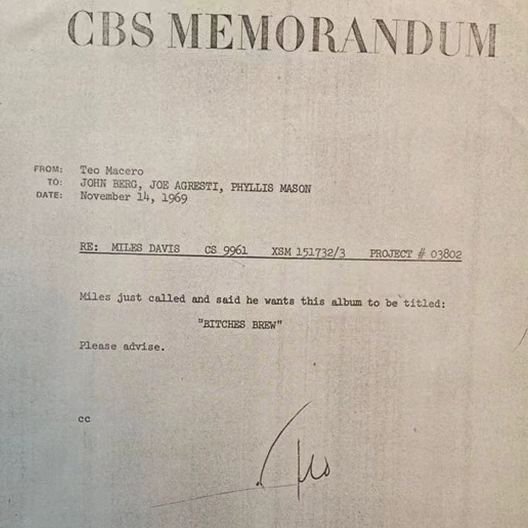 CBS MEMORANDUM
FROM: Teo Macero
TO: JOHN BERG, JOE AGRESTI, PHYLLIS MASON
DATE: November 14, 1969
RE: MILES DAVIS CS 9961 XSM 151732/3 PROJECT # 03802
Miles just called and said he wants this album to be titled:
"BITCHES BREW"
Please advise.
cc
Teo